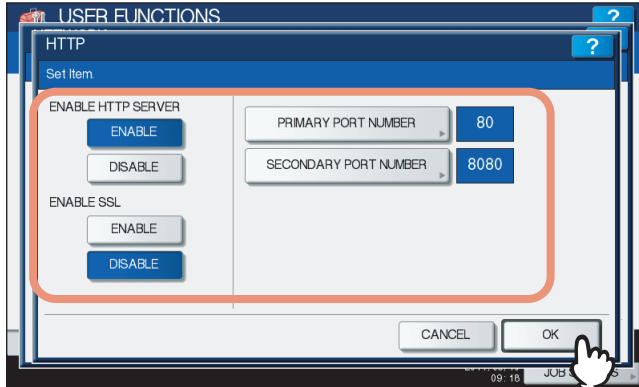 USER FUNCTIONS
?
HTTP
?
Set Item.
ENABLE HTTP SERVER
ENABLE
DISABLE
ENABLE SSL
ENABLE
DISABLE
PRIMARY PORT NUMBER
80
SECONDARY PORT NUMBER
8080
CANCEL
OK
09: 18
JOB